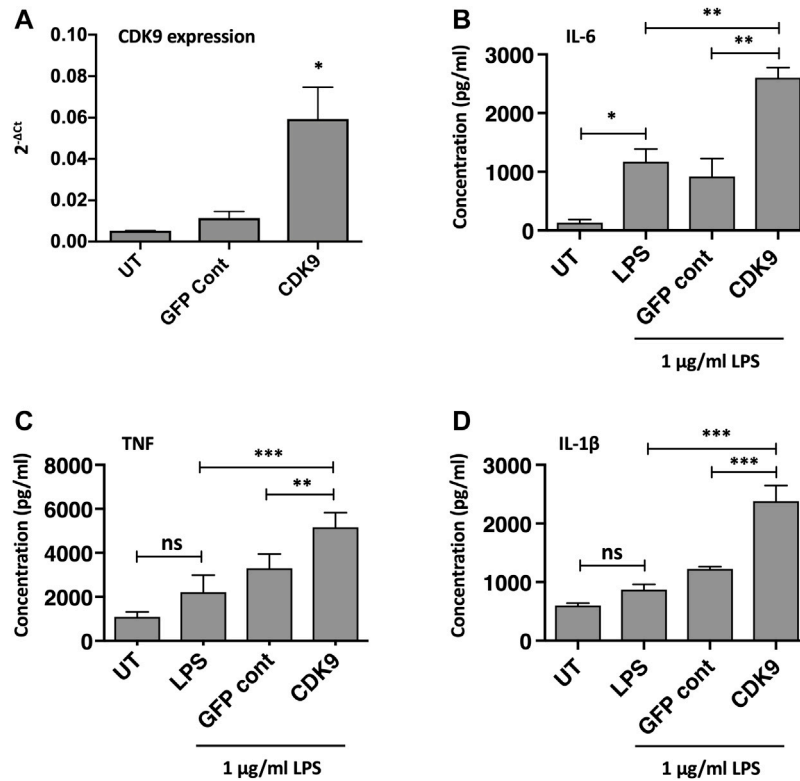 A
CDK9 expression
2^-ΔCt
0.10
0.08
0.06
0.04
0.02
0.00
*
UT
GFP Cont
CDK9
B
IL-6
Concentration (pg/ml)
3000
2000
1000
0
**
**
*
UT
LPS
GFP cont
CDK9
1 µg/ml LPS
C
TNF
Concentration (pg/ml)
8000
6000
4000
2000
0
***
**
ns
UT
LPS
GFP cont
CDK9
1 µg/ml LPS
D
IL-1β
Concentration (pg/ml)
3000
2000
1000
0
***
***
ns
UT
LPS
GFP cont
CDK9
1 µg/ml LPS